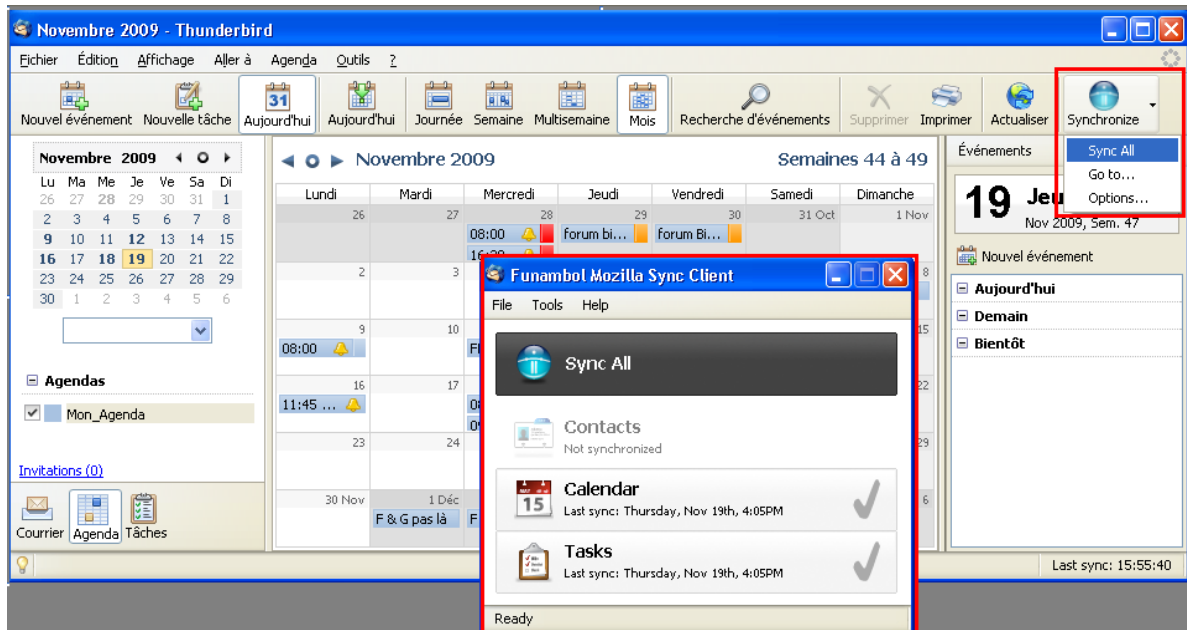 Novembre 2009 - Thunderbird
Fichier Édition Affichage Aller à Agenda Outils ?
31
Nouvel événement Nouvelle tâche Aujourd'hui Aujourd'hui Journée Semaine Multisemaine Mois Recherche d'événements Supprimer Imprimer Actualiser Synchronize
Sync All
Go to...
Options...
Novembre 2009
Lu Ma Me Je Ve Sa Di
26 27 28 29 30 31 1
2 3 4 5 6 7 8
9 10 11 12 13 14 15
16 17 18 19 20 21 22
23 24 25 26 27 28 29
30 1 2 3 4 5 6
Agendas
Mon_Agenda
Invitations (0)
Courrier Agenda Tâches
Novembre 2009 Semaines 44 à 49
Lundi Mardi Mercredi Jeudi Vendredi Samedi Dimanche
26 27 28 29 30 31 Oct 1 Nov
08:00 forum bi... forum Bi...
2 3 8
9 10 15
08:00
16 17 22
11:45 ...
23 24 29
30 Nov 1 Déc 6
F & G pas là F
Funambol Mozilla Sync Client
File Tools Help
Sync All
Contacts
Not synchronized
15
Calendar
Last sync: Thursday, Nov 19th, 4:05PM
Tasks
Last sync: Thursday, Nov 19th, 4:05PM
Ready
Événements
19 Jeu
Nov 2009, Sem. 47
Nouvel événement
Aujourd'hui
Demain
Bientôt
Last sync: 15:55:40